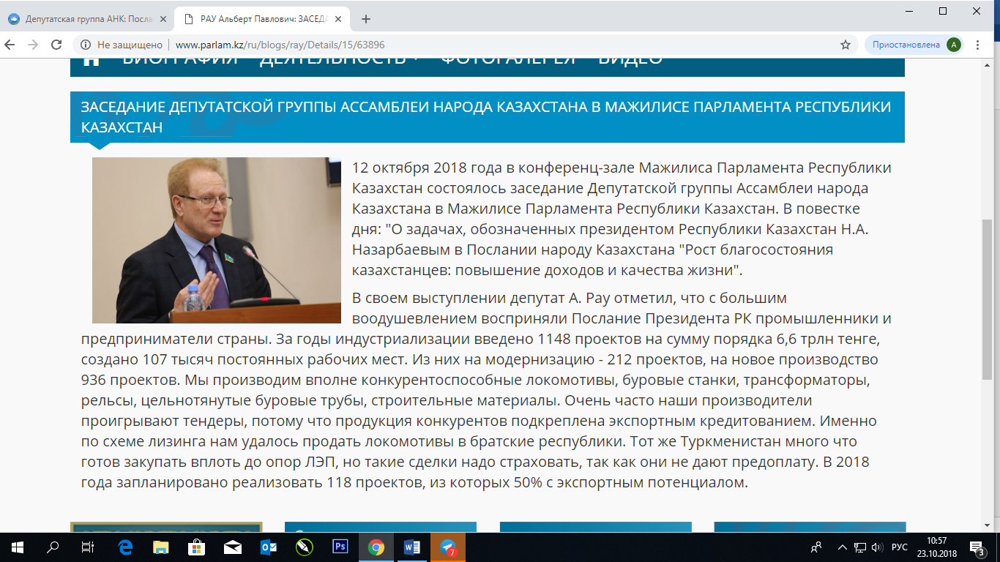 Депутатская группа АНК: Посла
РАУ Альберт Павлович: ЗАСЕДА
Не защищено
www.parlam.kz/ru/blogs/ray/Details/15/63896
Приостановлена
А
БИОГРАФИЯ ДЕЯТЕЛЬНОСТЬ ФОТОГАЛЕРЕЯ ВИДЕО
ЗАСЕДАНИЕ ДЕПУТАТСКОЙ ГРУППЫ АССАМБЛЕИ НАРОДА КАЗАХСТАНА В МАЖИЛИСЕ ПАРЛАМЕНТА РЕСПУБЛИКИ
КАЗАХСТАН
12 октября 2018 года в конференц-зале Мажилиса Парламента Республики
Казахстан состоялось заседание Депутатской группы Ассамблеи народа
Казахстана в Мажилисе Парламента Республики Казахстан. В повестке
дня: "О задачах, обозначенных президентом Республики Казахстан Н.А.
Назарбаевым в Послании народу Казахстана "Рост благосостояния
казахстанцев: повышение доходов и качества жизни".
В своем выступлении депутат А. Рау отметил, что с большим
воодушевлением восприняли Послание Президента РК промышленники и
предприниматели страны. За годы индустриализации введено 1148 проектов на сумму порядка 6,6 трлн тенге,
создано 107 тысяч постоянных рабочих мест. Из них на модернизацию - 212 проектов, на новое производство
936 проектов. Мы производим вполне конкурентоспособные локомотивы, буровые станки, трансформаторы,
рельсы, цельнотянутые буровые трубы, строительные материалы. Очень часто наши производители
проигрывают тендеры, потому что продукция конкурентов подкреплена экспортным кредитованием. Именно
по схеме лизинга нам удалось продать локомотивы в братские республики. Тот же Туркменистан много что
готов закупать вплоть до опор ЛЭП, но такие сделки надо страховать, так как они не дают предоплату. В 2018
года запланировано реализовать 118 проектов, из которых 50% с экспортным потенциалом.
Ps
7
РУС
10:57
23.10.2018
3